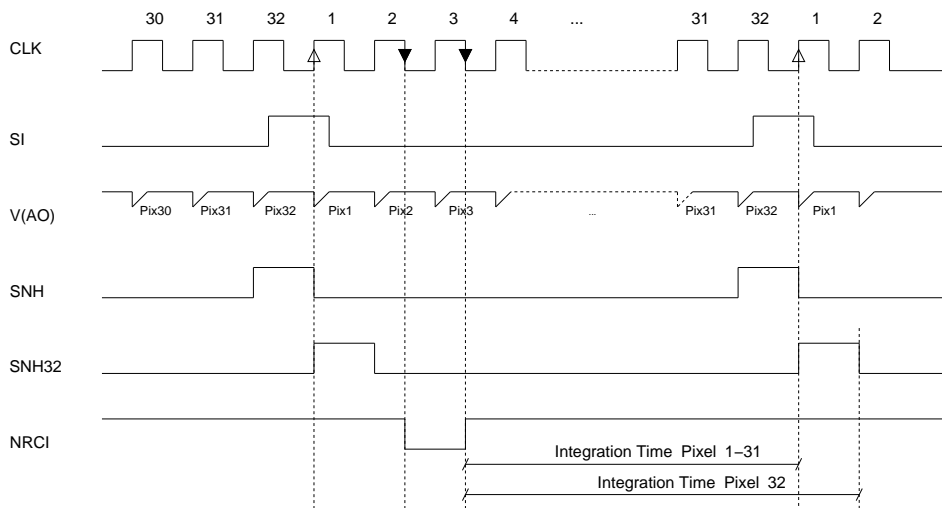 30 31 32 1 2 3 4 ... 31 32 1 2
CLK
SI
V(AO)
Pix30 Pix31 Pix32 Pix1 Pix2 Pix3 ... Pix31 Pix32 Pix1
SNH
SNH32
NRCI
Integration Time Pixel 1–31
Integration Time Pixel 32